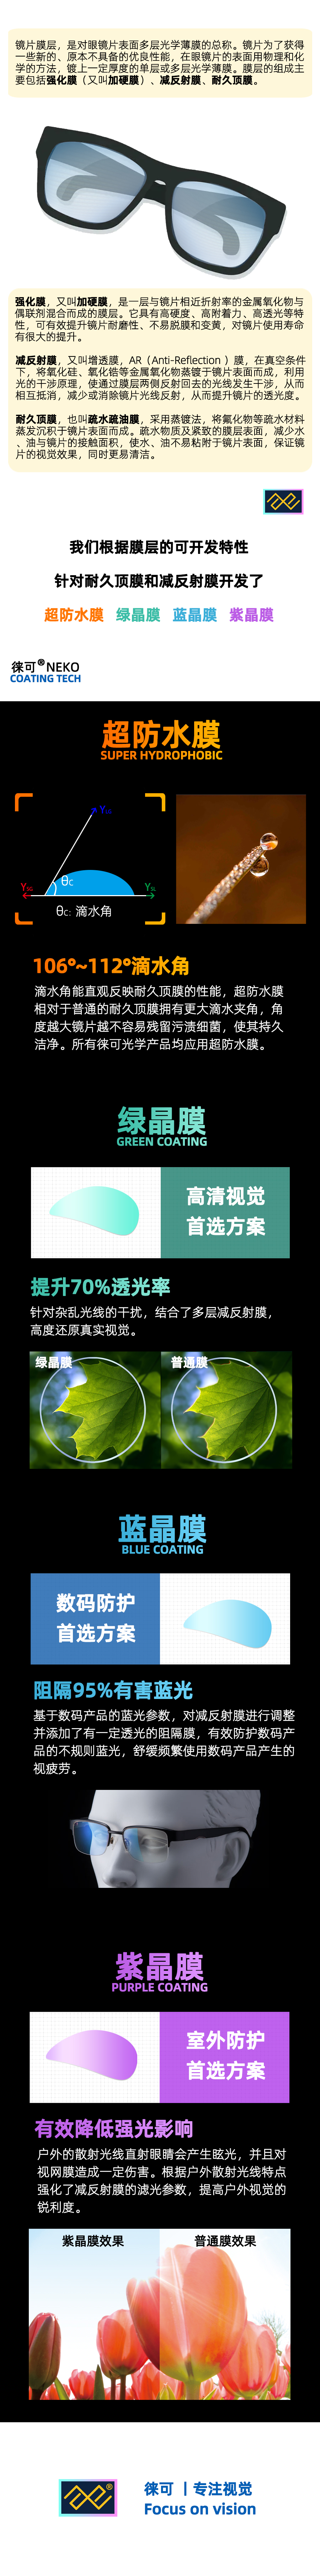 镜片膜层，是对眼镜片表面多层光学薄膜的总称。镜片为了获得
一些新的、原本不具备的优良性能，在眼镜片的表面用物理和化
学的方法，镀上一定厚度的单层或多层光学薄膜。膜层的组成主
要包括强化膜（又叫加硬膜）、减反射膜、耐久顶膜。
强化膜，又叫加硬膜，是一层与镜片相近折射率的金属氧化物与
偶联剂混合而成的膜层。它具有高硬度、高附着力、高透光等特
性，可有效提升镜片耐磨性、不易脱膜和变黄，对镜片使用寿命
有很大的提升。
减反射膜，又叫增透膜，AR（Anti-Reflection ）膜，在真空条件
下，将氧化硅、氧化锆等金属氧化物蒸镀于镜片表面而成，利用
光的干涉原理，使通过膜层两侧反射回去的光线发生干涉，从而
相互抵消，减少或消除镜片光线反射，从而提升镜片的透光度。
耐久顶膜，也叫疏水疏油膜，采用蒸镀法，将氟化物等疏水材料
蒸发沉积于镜片表面而成。疏水物质及紧致的膜层表面，减少水
、油与镜片的接触面积，使水、油不易粘附于镜片表面，保证镜
片的视觉效果，同时更易清洁。
我们根据膜层的可开发特性
针对耐久顶膜和减反射膜开发了
超防水膜 绿晶膜 蓝晶膜 紫晶膜
徕可®NEKO
COATING TECH
超防水膜
SUPER HYDROPHOBIC
θC
YSG
YSL
θC: 滴水角
106°~112°滴水角
滴水角能直观反映耐久顶膜的性能，超防水膜
相对于普通的耐久顶膜拥有更大滴水夹角，角
度越大镜片越不容易残留污渍细菌，使其持久
洁净。所有徕可光学产品均应用超防水膜。
绿晶膜
GREEN COATING
高清视觉
首选方案
提升70%透光率
针对杂乱光线的干扰，结合了多层减反射膜，
高度还原真实视觉。
绿晶膜 普通膜
蓝晶膜
BLUE COATING
数码防护
首选方案
阻隔95%有害蓝光
基于数码产品的蓝光参数，对减反射膜进行调整
并添加了有一定透光的阻隔膜，有效防护数码产
品的不规则蓝光，舒缓频繁使用数码产品产生的
视疲劳。
紫晶膜
PURPLE COATING
室外防护
首选方案
有效降低强光影响
户外的散射光线直射眼睛会产生眩光，并且对
视网膜造成一定伤害。根据户外散射光线特点
强化了减反射膜的滤光参数，提高户外视觉的
锐利度。
紫晶膜效果 普通膜效果
徕可 | 专注视觉
Focus on vision